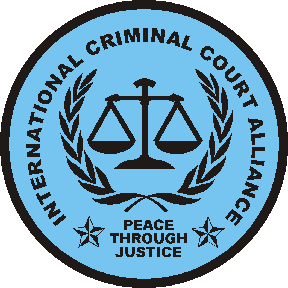 INTERNATIONAL CRIMINAL COURT ALLIANCE
PEACE
THROUGH
JUSTICE